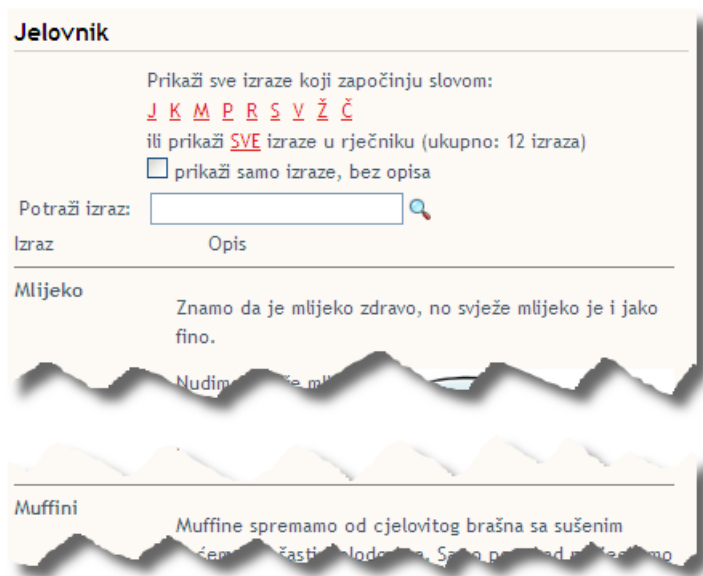 Jelovnik
Prikaži sve izraze koji započinju slovom:
J K M P R S V Ž Č
ili prikaži SVE izraze u rječniku (ukupno: 12 izraza)
prikaži samo izraze, bez opisa
Potraži izraz:
Izraz Opis
Mlijeko
Znamo da je mlijeko zdravo, no svježe mlijeko je i jako
fino.
Muffini
Muffine spremamo od cjelovitog brašna sa sušenim